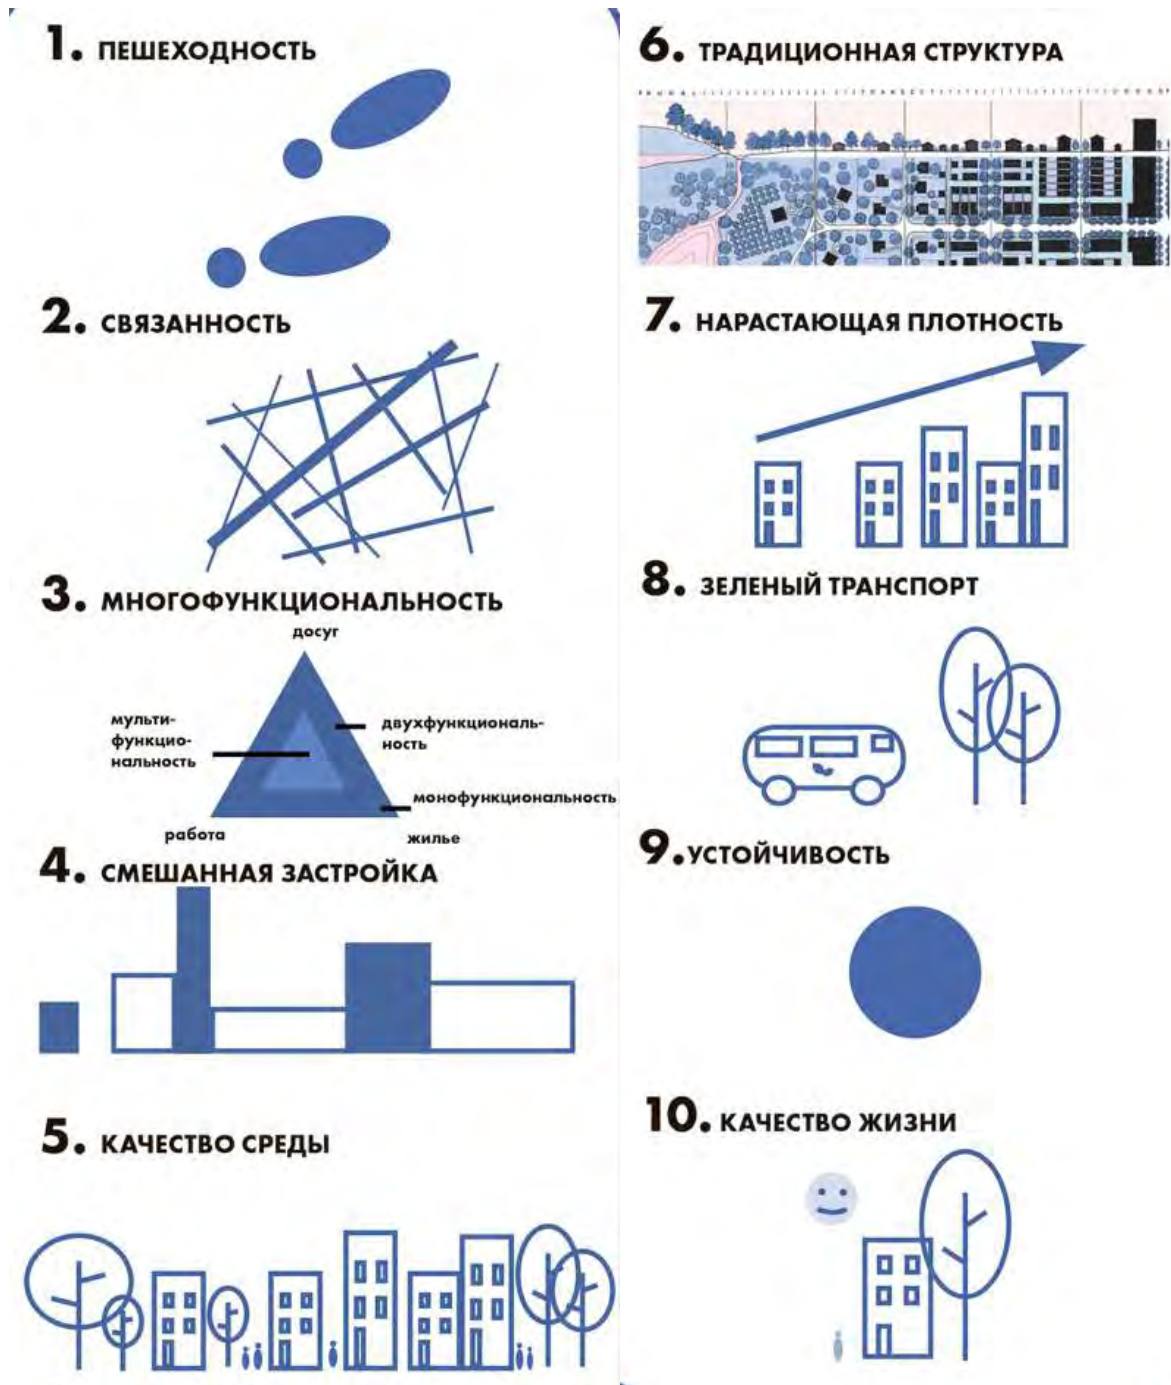 1. ПЕШЕХОДНОСТЬ
2. СВЯЗАННОСТЬ
3. МНОГОФУНКЦИОНАЛЬНОСТЬ
досуг
мульти-
функцио-
нальность
двухфункциональ-
ность
монофункциональность
работа
жилье
4. СМЕШАННАЯ ЗАСТРОЙКА
5. КАЧЕСТВО СРЕДЫ
6. ТРАДИЦИОННАЯ СТРУКТУРА
7. НАРАСТАЮЩАЯ ПЛОТНОСТЬ
8. ЗЕЛЕНЫЙ ТРАНСПОРТ
9. УСТОЙЧИВОСТЬ
10. КАЧЕСТВО ЖИЗНИ